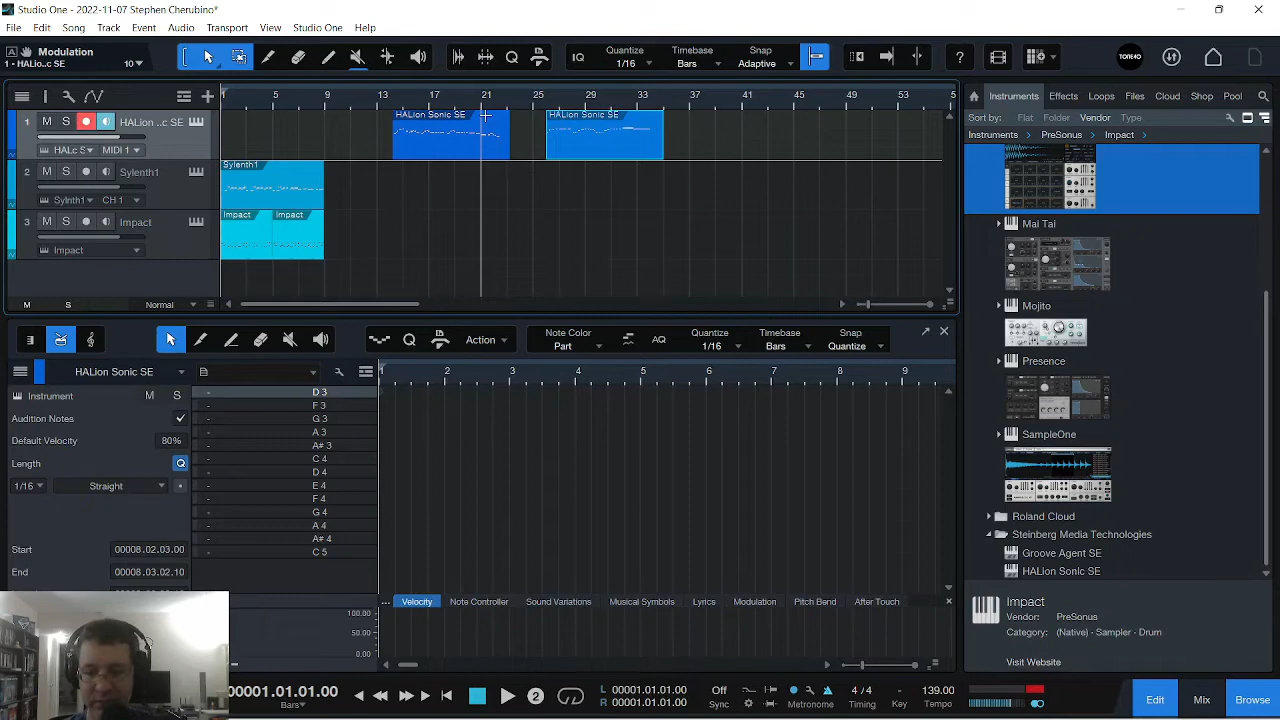 Studio One - 2022-11-07 Stephen Cherubino*
File Edit Song Track Event Audio Transport View Studio One Help
Modulation
1 - HALio..c SE 10
IQ Quantize 1/16 Timebase Bars Snap Adaptive
?
TONE40
1 5 9 13 17 21 25 29 33 37 41 45 49 53 5
1 M S HALion ..c SE
HALc S MIDI 1
HALion Sonic SE HALion Sonic SE
2 M S Sylenth1
Sylnth1 CH 1
Sylenth1
3 M S Impact
Impact
Impact Impact
M S Normal
Action Note Color Part AQ Quantize 1/16 Timebase Bars Snap Quantize
HALion Sonic SE
2 3 4 5 6 7 8 9
Instrument M S
Audition Notes
Default Velocity 80%
Length Q
1/16 Straight
Start 00008.02.03.00
End 00008.03.02.10
F 3
G 3
A 3
A# 3
C 4
D 4
E 4
F 4
G 4
A 4
A# 4
C 5
... Velocity Note Controller Sound Variations Musical Symbols Lyrics Modulation Pitch Bend After Touch
100.00
50.00
0.00
00001.01.01.00
Bars
2
L 00001.01.01.00
R 00001.01.01.00
Off
Sync
Metronome
4 / 4
Timing
-
Key
139.00
Tempo
Edit Mix Browse
Instruments Effects Loops Files Cloud Shop Pool
Sort by: Flat Folder Vendor Type
Instruments PreSonus Impact
Mai Tai
Mojito
Presence
SampleOne
Roland Cloud
Steinberg Media Technologies
Groove Agent SE
HALion Sonic SE
Impact
Vendor: PreSonus
Category: (Native) - Sampler - Drum
Visit Website